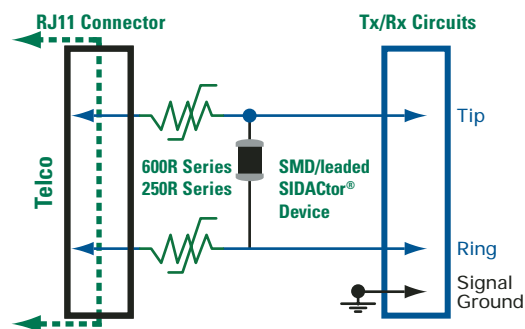 RJ11 Connector
Tx/Rx Circuits
Telco
Tip
600R Series
250R Series
SMD/leaded
SIDACtor®
Device
Ring
Signal
Ground